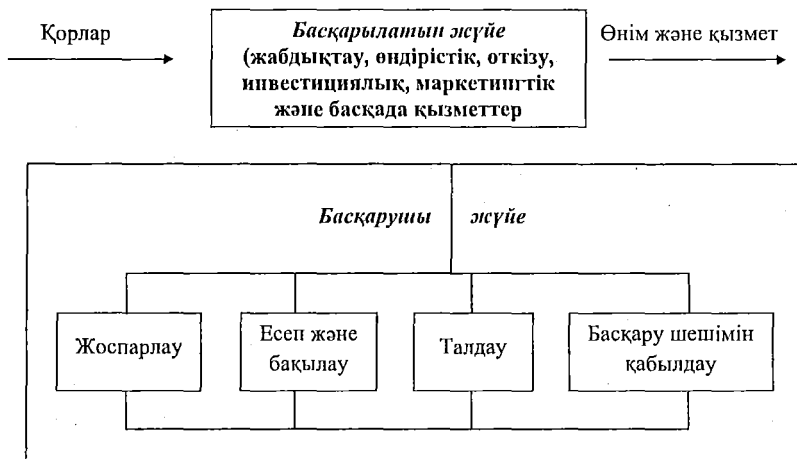 Қорлар
Басқарылатын жүйе
(жабдықтау, өндірістік, өткізу,
инвестициялық, маркетингтік
және басқада қызметтер
Өнім және қызмет
Басқарушы жүйе
Жоспарлау
Есеп және
бақылау
Талдау
Басқару шешімін
қабылдау